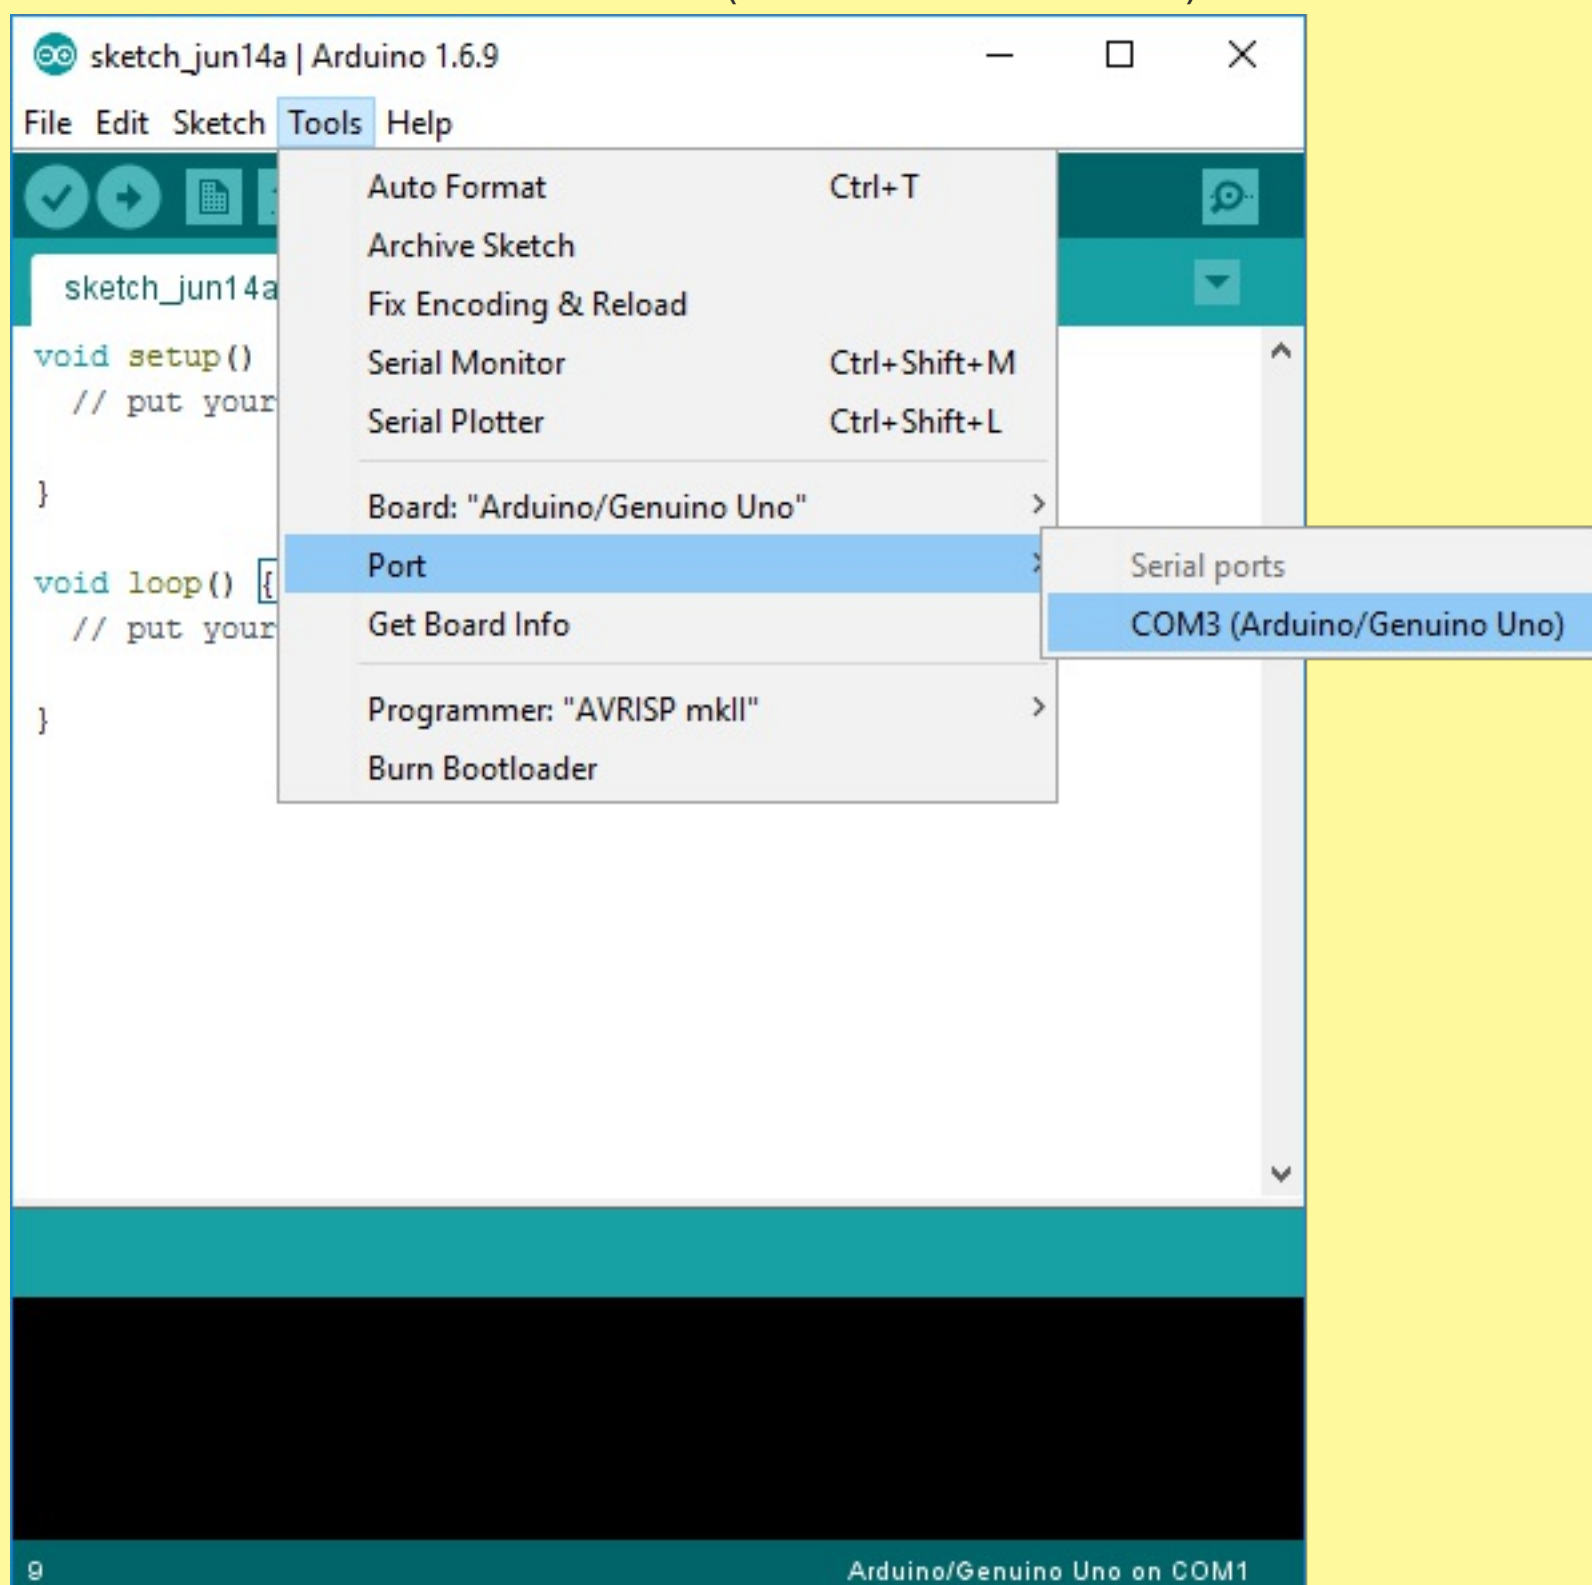 sketch_jun14a | Arduino 1.6.9
File Edit Sketch Tools Help
Auto Format Ctrl+T
Archive Sketch
sketch_jun14a
Fix Encoding & Reload
void setup()
Serial Monitor Ctrl+Shift+M
// put your
Serial Plotter Ctrl+Shift+L
}
Board: "Arduino/Genuino Uno"
Port
Serial ports
void loop() {
Get Board Info
COM3 (Arduino/Genuino Uno)
// put your
Programmer: "AVRISP mkII"
}
Burn Bootloader
9 Arduino/Genuino Uno on COM1